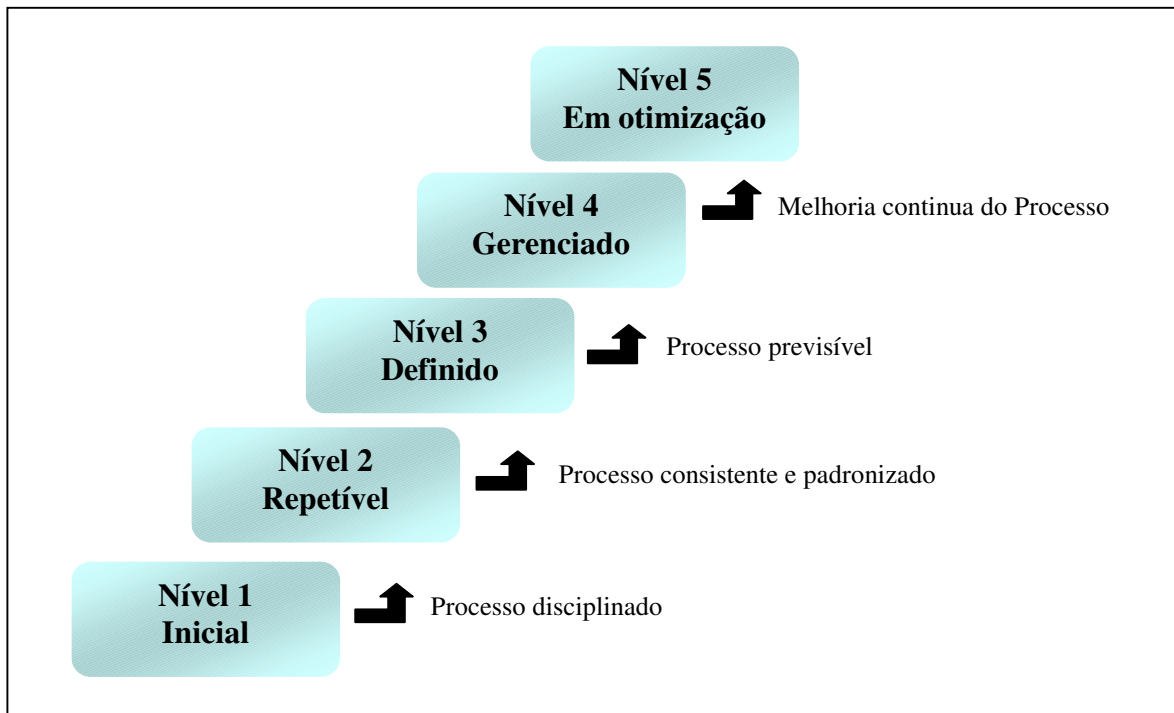 Nível 5
Em otimização
Nível 4
Gerenciado
Melhoria continua do Processo
Nível 3
Definido
Processo previsível
Nível 2
Repetível
Processo consistente e padronizado
Nível 1
Inicial
Processo disciplinado